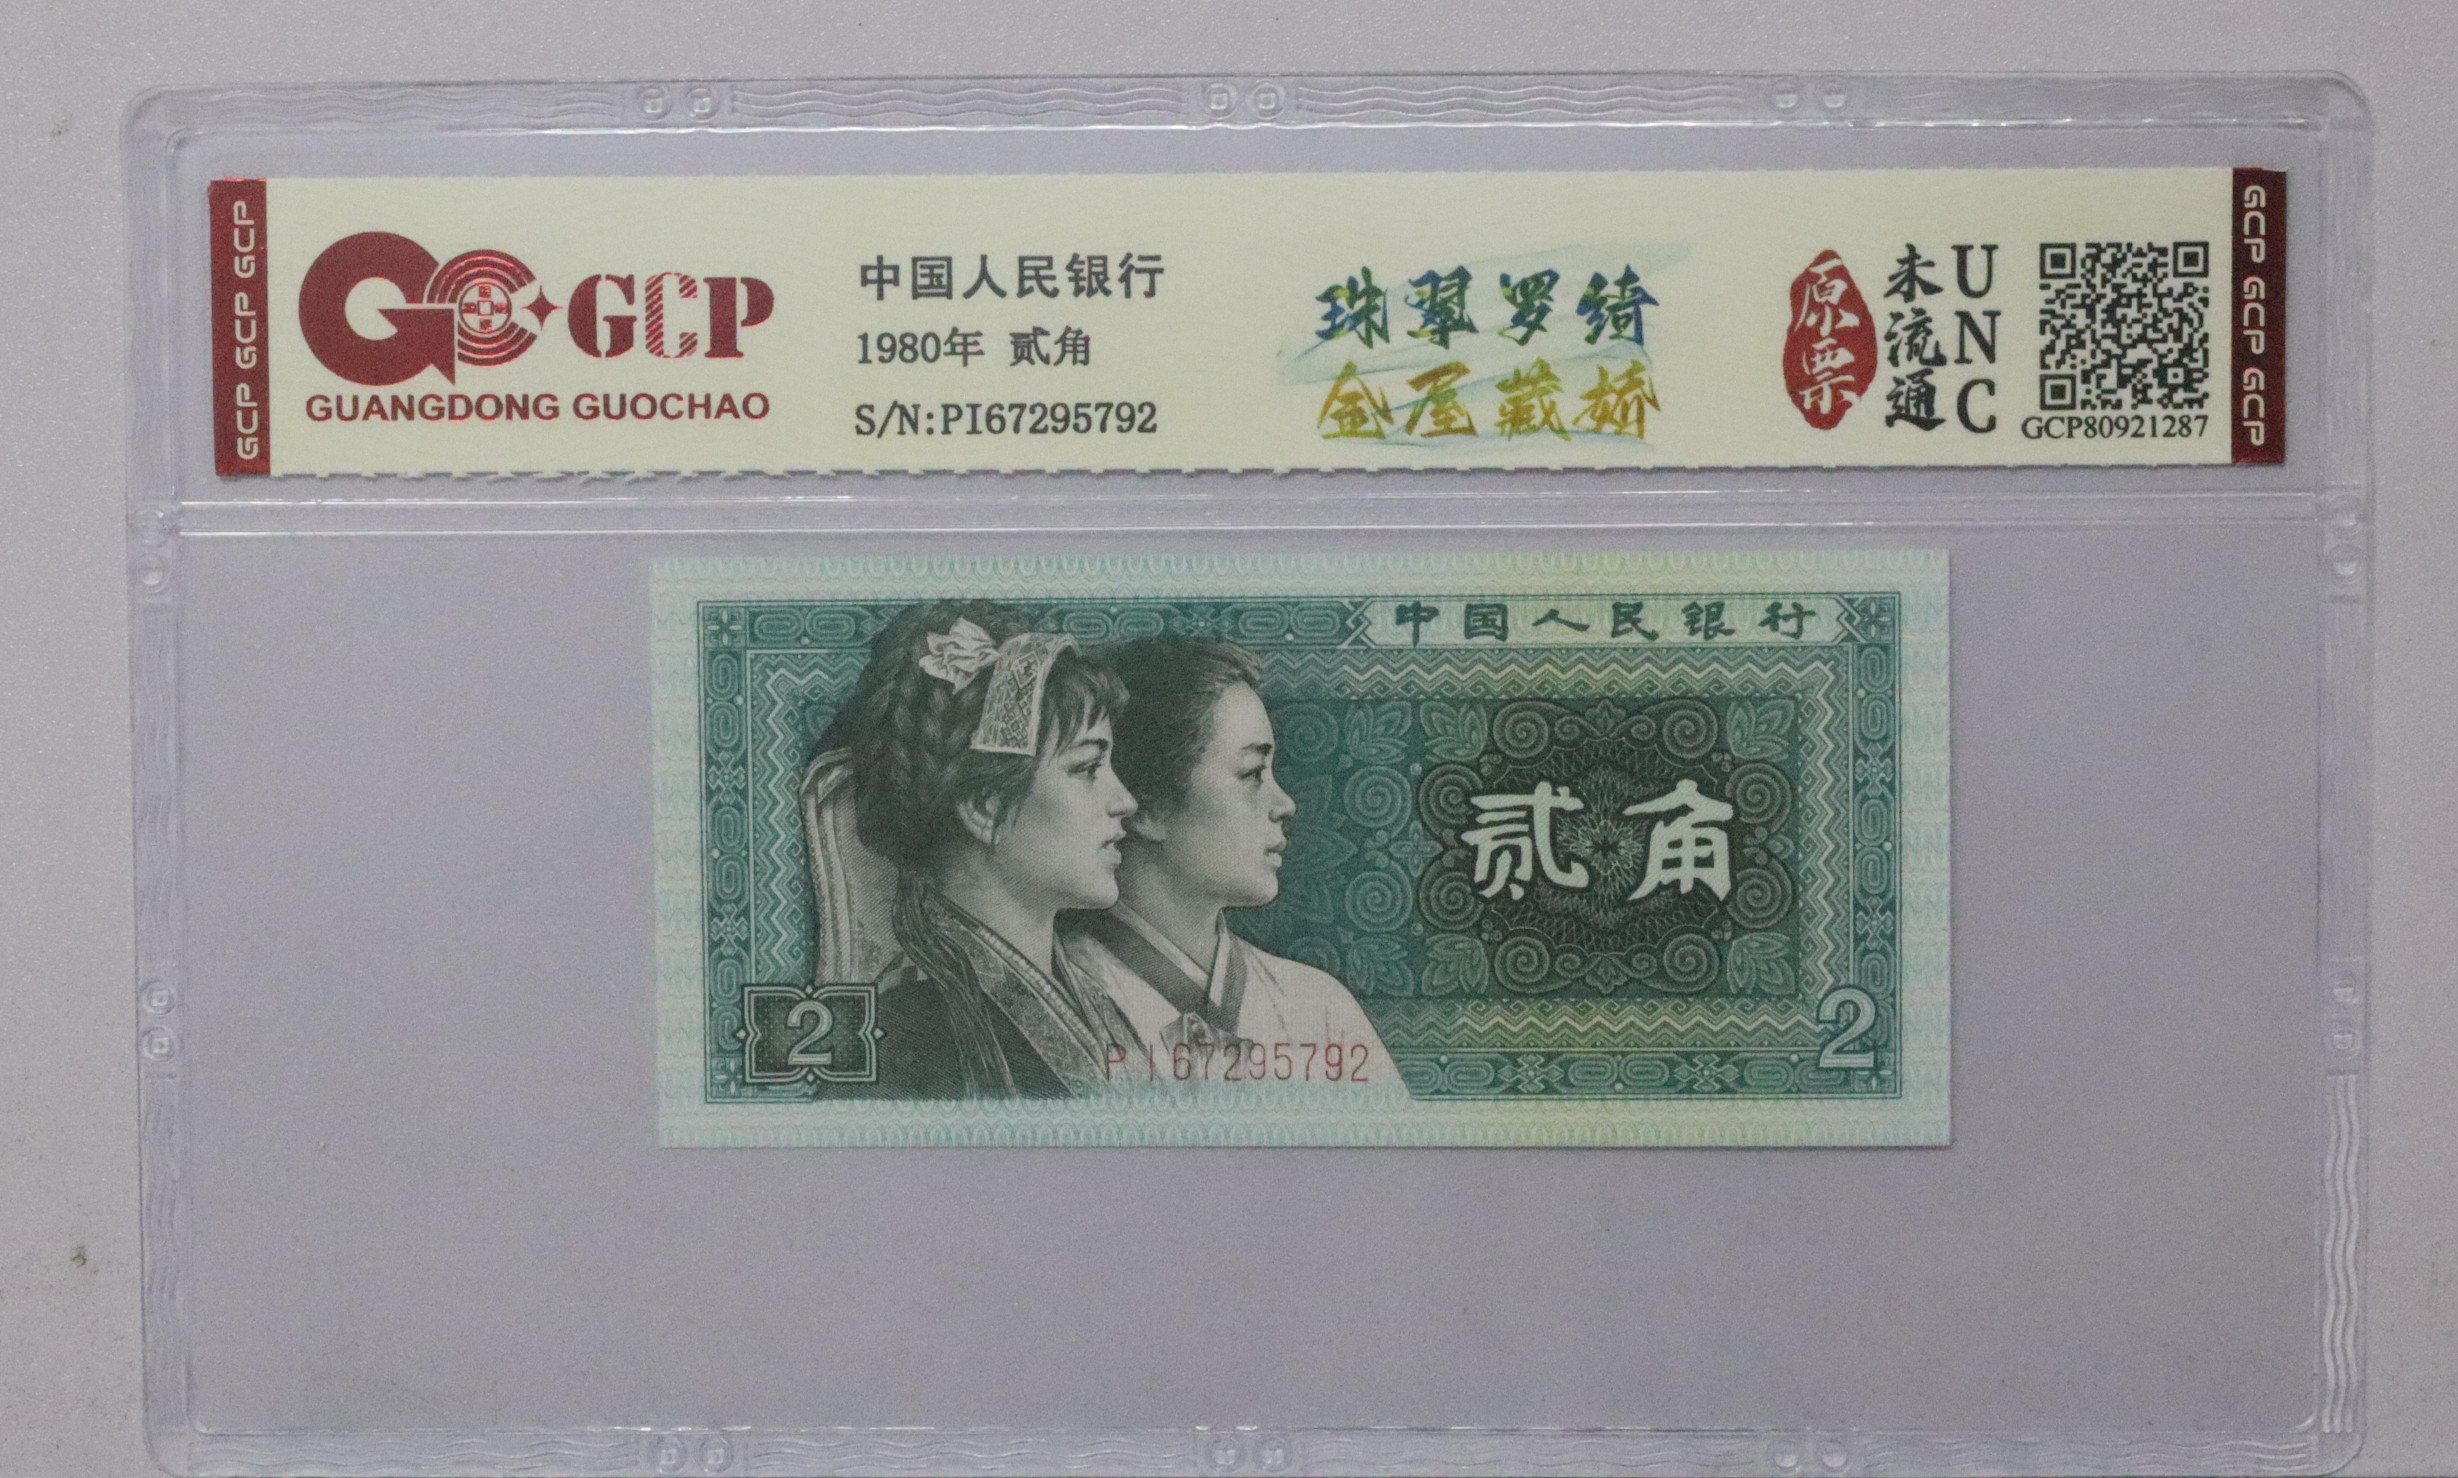 GCP GCP GCP
GCP
GUANGDONG GUOCHAO
中国人民银行
1980年 贰角
S/N:PI67295792
珠翠罗绮
金屋藏娇
原票
未流通
UNC
GCP80921287
GCP GCP GCP
中国人民银行
贰角
2
PI67295792
2